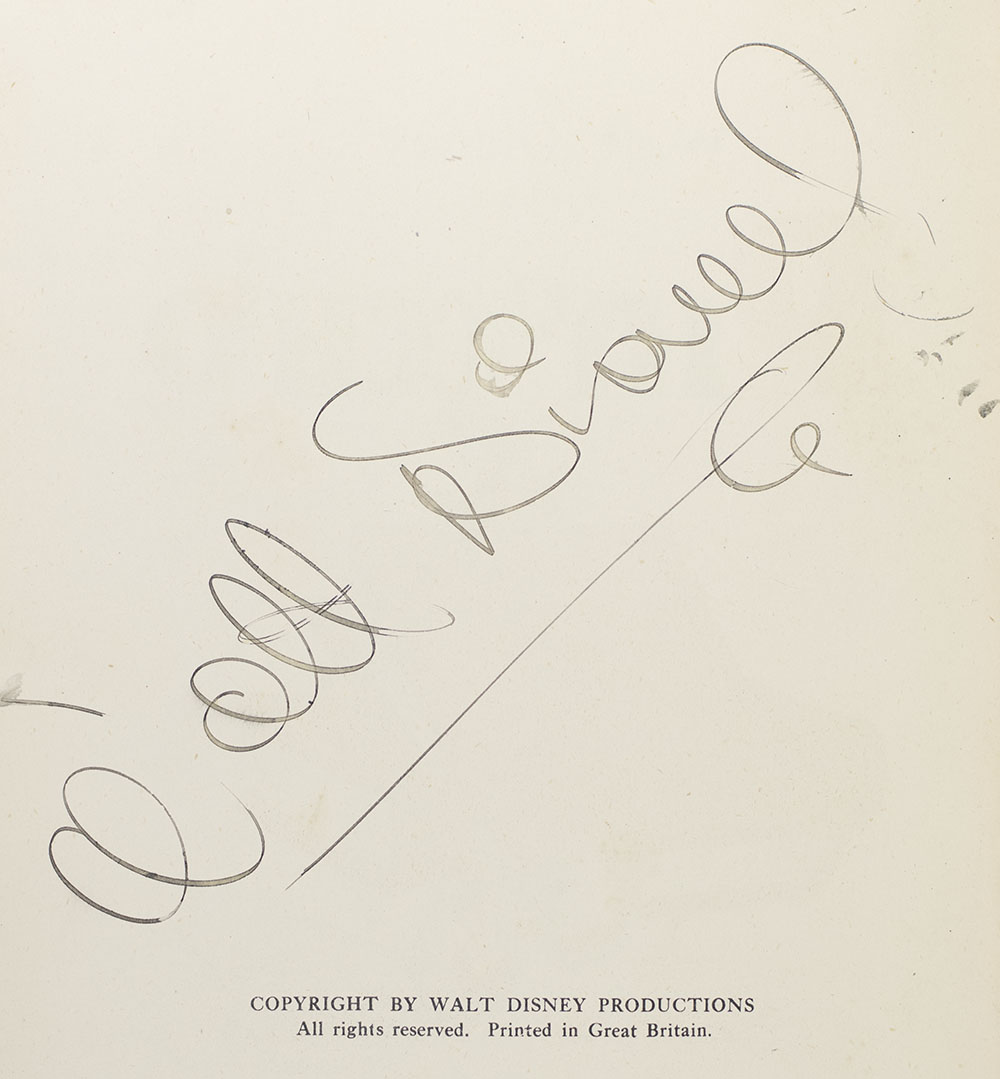 Walt Disney
COPYRIGHT BY WALT DISNEY PRODUCTIONS
All rights reserved. Printed in Great Britain.